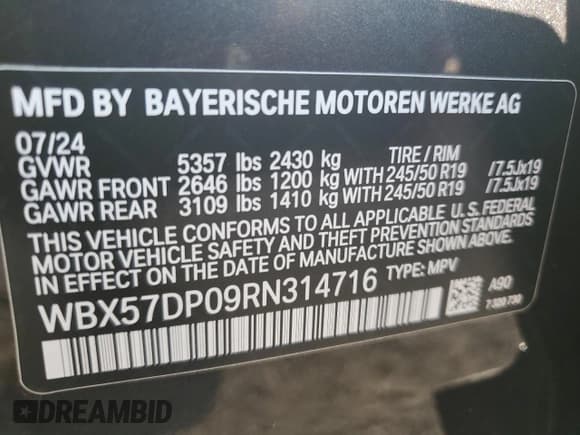 MFD BY BAYERISCHE MOTOREN WERKE AG
07/24
GVWR 5357 lbs 2430 kg TIRE / RIM
GAWR FRONT 2646 lbs 1200 kg WITH 245/50 R19 /7.5Jx19
GAWR REAR 3109 lbs 1410 kg WITH 245/50 R19 /7.5Jx19
THIS VEHICLE CONFORMS TO ALL APPLICABLE U.S. FEDERAL
MOTOR VEHICLE SAFETY AND THEFT PREVENTION STANDARDS
IN EFFECT ON THE DATE OF MANUFACTURE SHOWN ABOVE.
WBX57DP09RN314716 TYPE: MPV
A90
7 320 730
DREAMBID